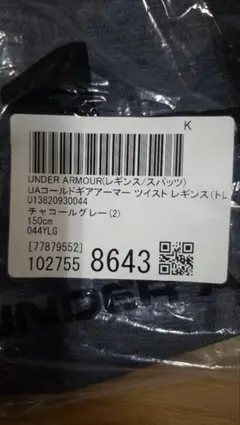 K
UNDER ARMOUR(レギンス/スパッツ)
UAコールドギアアーマー ツイスト レギンス(トレ
U13820930044
チャコールグレー(2)
150cm
044YLG
[77879552]
102755 8643
UNDER